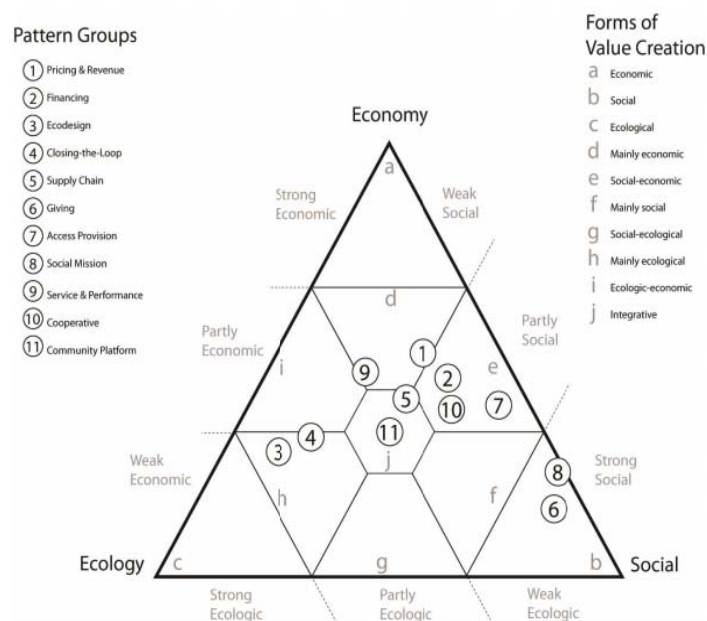 Pattern Groups
1 Pricing & Revenue
2 Financing
3 Ecodesign
4 Closing-the-Loop
5 Supply Chain
6 Giving
7 Access Provision
8 Social Mission
9 Service & Performance
10 Cooperative
11 Community Platform
Forms of
Value Creation
a Economic
b Social
c Ecological
d Mainly economic
e Social-economic
f Mainly social
g Social-ecological
h Mainly ecological
i Ecologic-economic
j Integrative
Economy
a
Strong
Economic
Weak
Social
d
Partly
Economic
Partly
Social
i
1
e
9
2
5
10
7
11
4
3
j
Weak
Economic
Strong
Social
8
h
f
6
Ecology
c
g
b
Social
Strong
Ecologic
Partly
Ecologic
Weak
Ecologic